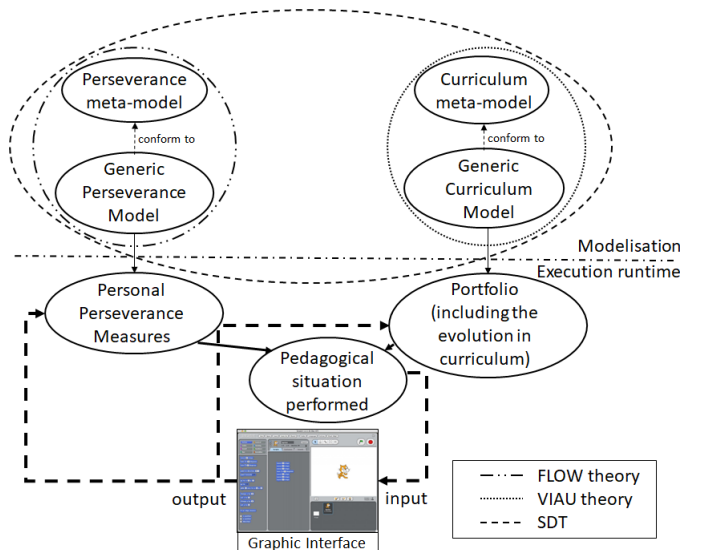 Perseverance
meta-model
Curriculum
meta-model
conform to
conform to
Generic
Perseverance
Model
Generic
Curriculum
Model
Modelisation
Execution runtime
Personal
Perseverance
Measures
Portfolio
(including the
evolution in
curriculum)
Pedagogical
situation
performed
output
input
Graphic Interface
FLOW theory
VIAU theory
SDT